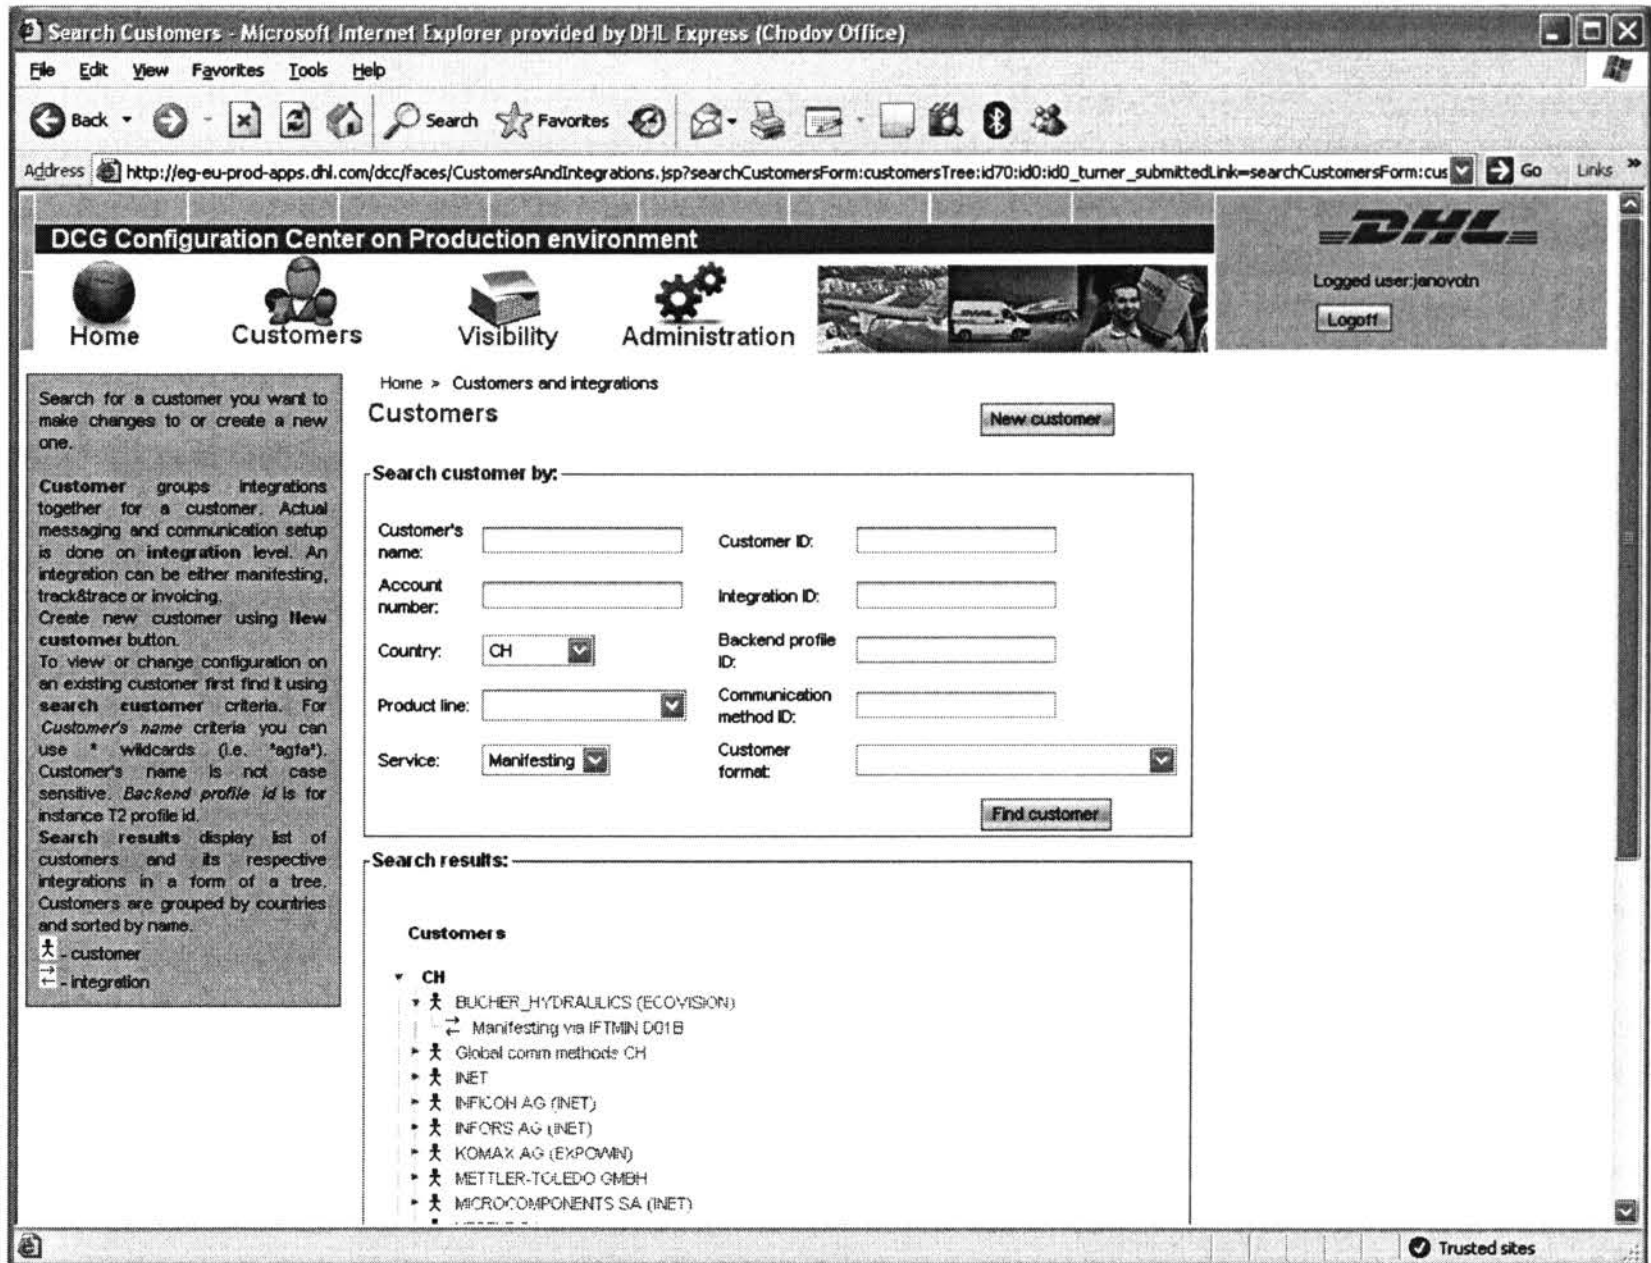 Search Customers - Microsoft Internet Explorer provided by DHL Express (Chodov Office)
File Edit View Favorites Tools Help
Back Search Favorites
Address http://eg-eu-prod-apps.dhl.com/dcc/faces/CustomersAndIntegrations.jsp?searchCustomersForm:customersTree:id70:id0:id0_turner_submittedLink=searchCustomersForm:cus Go Links »
DCG Configuration Center on Production environment
DHL
Logged user:janovotn
Logoff
Home Customers Visibility Administration
Home > Customers and integrations
Customers
New customer
Search for a customer you want to
make changes to or create a new
one.
Customer groups integrations
together for a customer. Actual
messaging and communication setup
is done on integration level. An
integration can be either manifesting,
track&trace or invoicing.
Create new customer using New
customer button.
To view or change configuration on
an existing customer first find it using
search customer criteria. For
Customer's name criteria you can
use * wildcards (i.e. *agfa*).
Customer's name is not case
sensitive. Backend profile id is for
instance T2 profile id.
Search results display list of
customers and its respective
integrations in a form of a tree.
Customers are grouped by countries
and sorted by name.
- customer
- integration
Search customer by:
Customer's name: Customer ID:
Account number: Integration ID:
Country: CH Backend profile ID:
Product line: Communication method ID:
Service: Manifesting Customer format:
Find customer
Search results:
Customers
CH
BUCHER_HYDRAULICS (ECOVISION)
Manifesting via IFTMIN D01B
Global comm methods CH
INET
INFICON AG (INET)
INFORS AG (INET)
KOMAX AG (EXPOWIN)
METTLER-TOLEDO GMBH
MICROCOMPONENTS SA (INET)
Trusted sites